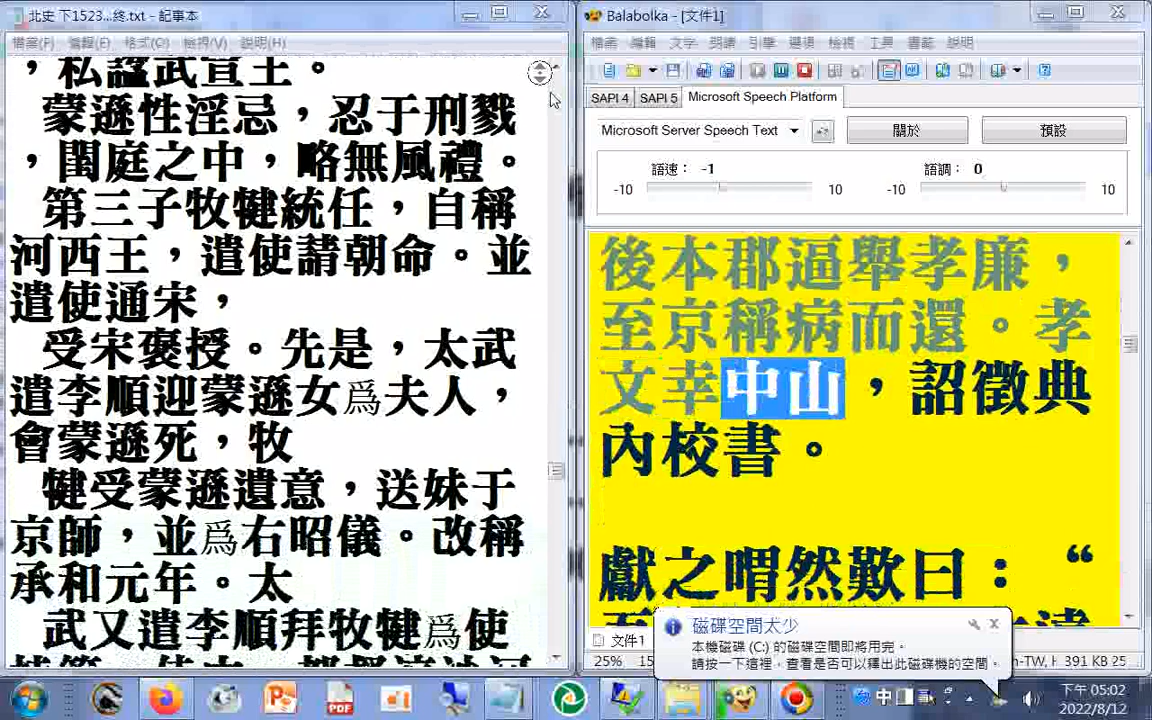 北史 下1523...終.txt - 記事本
檔案(F) 編輯(E) 格式(O) 檢視(V) 說明(H)
，私謚武宣王。
蒙遜性淫忌，忍于刑戮
，閨庭之中，略無風禮。
第三子牧犍統任，自稱
河西王，遣使請朝命。並
遣使通宋，
受宋褒授。先是，太武
遣李順迎蒙遜女爲夫人，
會蒙遜死，牧
犍受蒙遜遺意，送妹于
京師，並爲右昭儀。改稱
承和元年。太
武又遣李順拜牧犍爲使
Balabolka - [文件1]
檔案 編輯 文字 朗讀 引擎 選項 檢視 工具 書籤 說明
SAPI 4 SAPI 5 Microsoft Speech Platform
Microsoft Server Speech Text 關於 預設
語速： -1 語調： 0
-10 10 -10 10
後本郡逼舉孝廉，
至京稱病而還。孝
文幸中山，詔徵典
內校書。
獻之喟然歎曰：“
文件1
磁碟空間太少
本機磁碟 (C:) 的磁碟空間即將用完。
請按一下這裡，查看是否可以釋出此磁碟機的空間。
25% 15 n-TW, H 391 KB 25
PDF 中 下午 05:02
2022/8/12